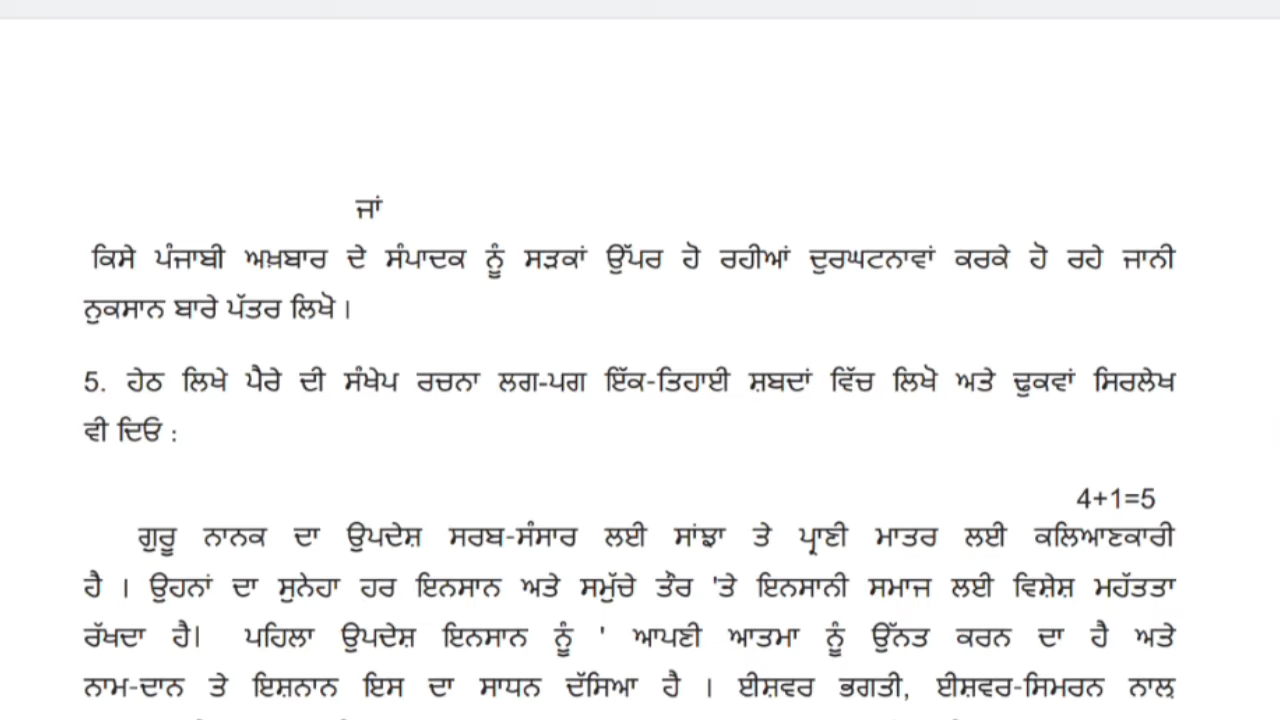 ਜਾਂ
ਕਿਸੇ ਪੰਜਾਬੀ ਅਖ਼ਬਾਰ ਦੇ ਸੰਪਾਦਕ ਨੂੰ ਸੜਕਾਂ ਉੱਪਰ ਹੋ ਰਹੀਆਂ ਦੁਰਘਟਨਾਵਾਂ ਕਰਕੇ ਹੋ ਰਹੇ ਜਾਨੀ
ਨੁਕਸਾਨ ਬਾਰੇ ਪੱਤਰ ਲਿਖੋ ।
5. ਹੇਠ ਲਿਖੇ ਪੈਰੇ ਦੀ ਸੰਖੇਪ ਰਚਨਾ ਲਗ-ਪਗ ਇੱਕ-ਤਿਹਾਈ ਸ਼ਬਦਾਂ ਵਿੱਚ ਲਿਖੋ ਅਤੇ ਢੁਕਵਾਂ ਸਿਰਲੇਖ
ਵੀ ਦਿਓ :
4+1=5
ਗੁਰੂ ਨਾਨਕ ਦਾ ਉਪਦੇਸ਼ ਸਰਬ-ਸੰਸਾਰ ਲਈ ਸਾਂਝਾ ਤੇ ਪ੍ਰਾਣੀ ਮਾਤਰ ਲਈ ਕਲਿਆਣਕਾਰੀ
ਹੈ । ਉਹਨਾਂ ਦਾ ਸੁਨੇਹਾ ਹਰ ਇਨਸਾਨ ਅਤੇ ਸਮੁੱਚੇ ਤੌਰ 'ਤੇ ਇਨਸਾਨੀ ਸਮਾਜ ਲਈ ਵਿਸ਼ੇਸ਼ ਮਹੱਤਤਾ
ਰੱਖਦਾ ਹੈ। ਪਹਿਲਾ ਉਪਦੇਸ਼ ਇਨਸਾਨ ਨੂੰ ' ਆਪਣੀ ਆਤਮਾ ਨੂੰ ਉੱਨਤ ਕਰਨ ਦਾ ਹੈ ਅਤੇ
ਨਾਮ-ਦਾਨ ਤੇ ਇਸ਼ਨਾਨ ਇਸ ਦਾ ਸਾਧਨ ਦੱਸਿਆ ਹੈ । ਈਸ਼ਵਰ ਭਗਤੀ, ਈਸ਼ਵਰ-ਸਿਮਰਨ ਨਾਲ਼